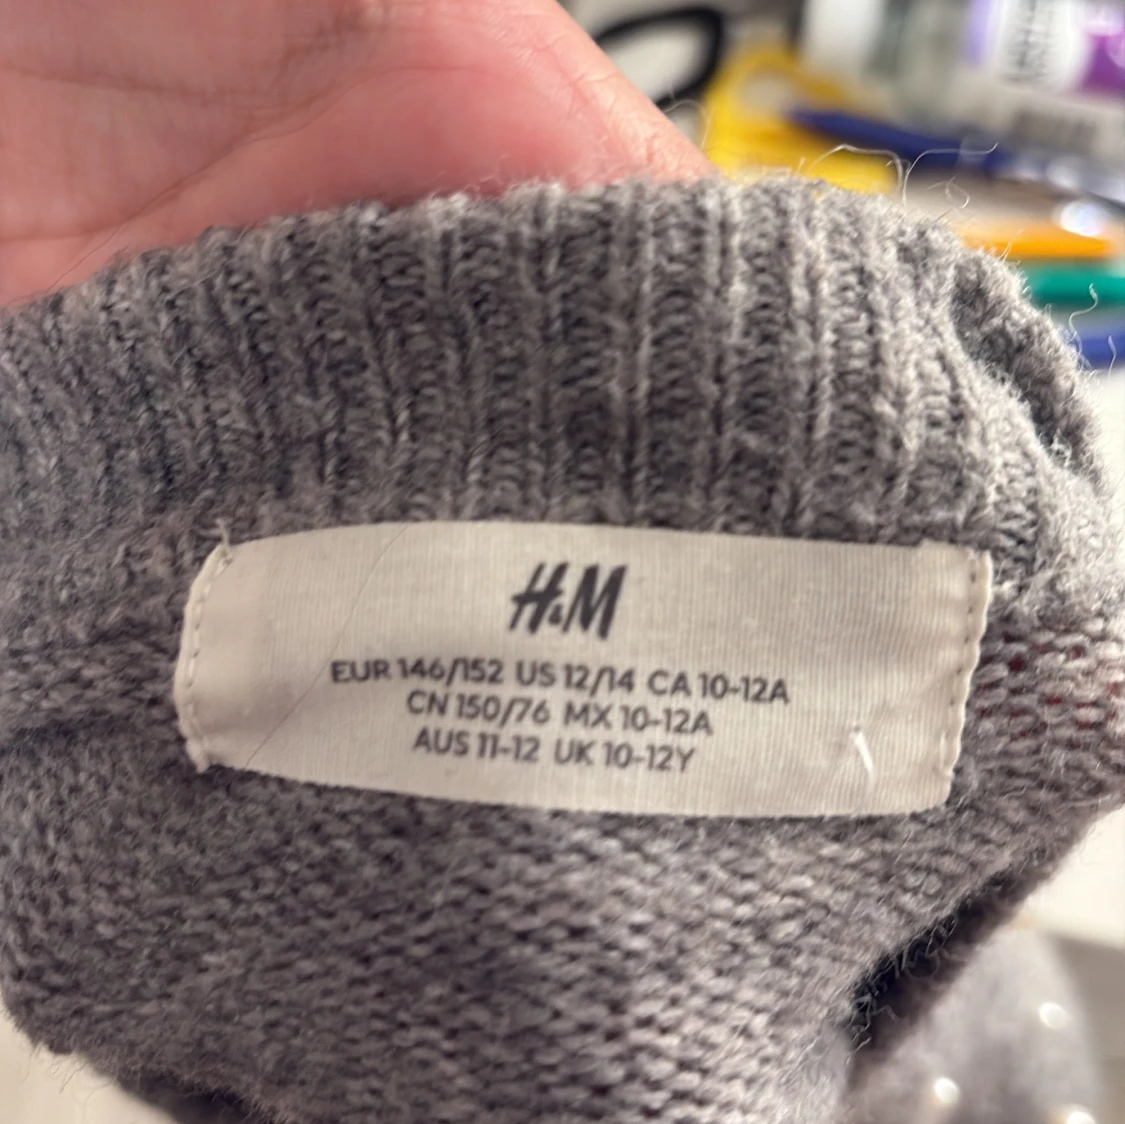 H&M
EUR 146/152 US 12/14 CA 10-12A
CN 150/76 MX 10-12A
AUS 11-12 UK 10-12Y